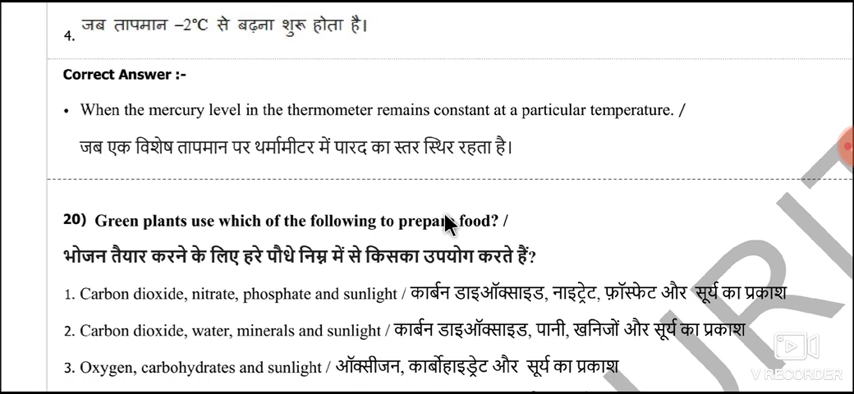 4. जब तापमान –2°C से बढ़ना शुरू होता है।
Correct Answer :-
• When the mercury level in the thermometer remains constant at a particular temperature. /
जब एक विशेष तापमान पर थर्मामीटर में पारद का स्तर स्थिर रहता है।
20) Green plants use which of the following to prepare food? /
भोजन तैयार करने के लिए हरे पौधे निम्न में से किसका उपयोग करते हैं?
1. Carbon dioxide, nitrate, phosphate and sunlight / कार्बन डाइऑक्साइड, नाइट्रेट, फ़ॉस्फेट और सूर्य का प्रकाश
2. Carbon dioxide, water, minerals and sunlight / कार्बन डाइऑक्साइड, पानी, खनिजों और सूर्य का प्रकाश
3. Oxygen, carbohydrates and sunlight / ऑक्सीजन, कार्बोहाइड्रेट और सूर्य का प्रकाश
V RECORDER